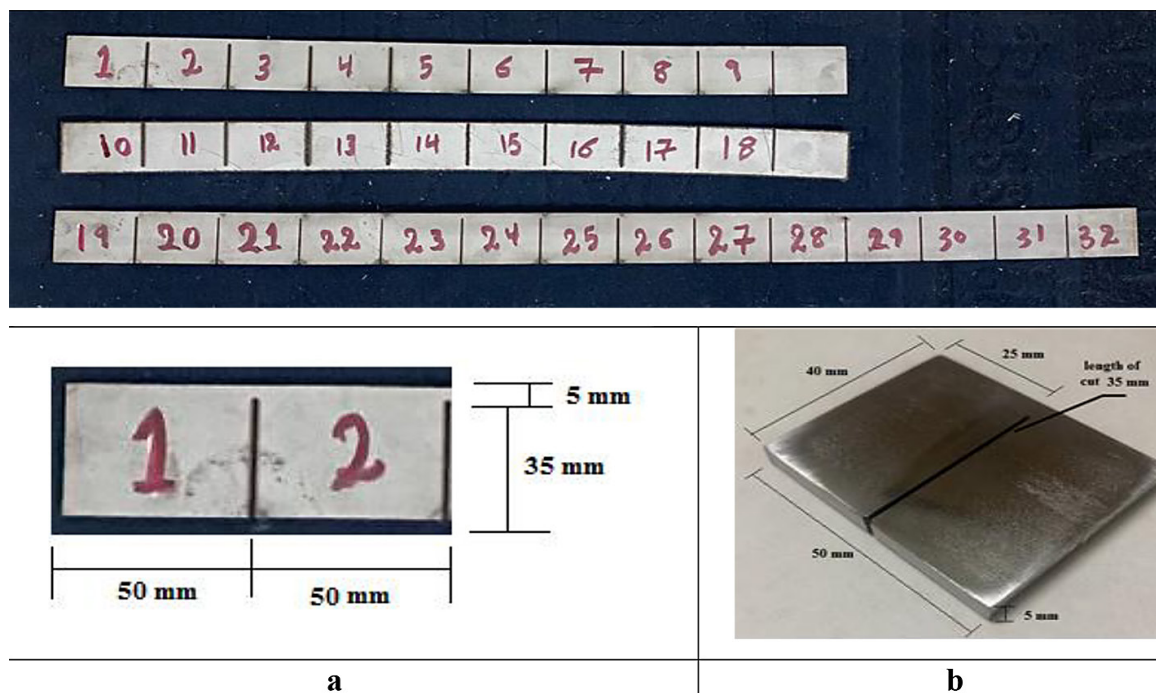 1 2 3 4 5 6 7 8 9
10 11 12 13 14 15 16 17 18
19 20 21 22 23 24 25 26 27 28 29 30 31 32
1 2
5 mm
35 mm
50 mm 50 mm
40 mm
25 mm
length of
cut 35 mm
50 mm
5 mm
a b